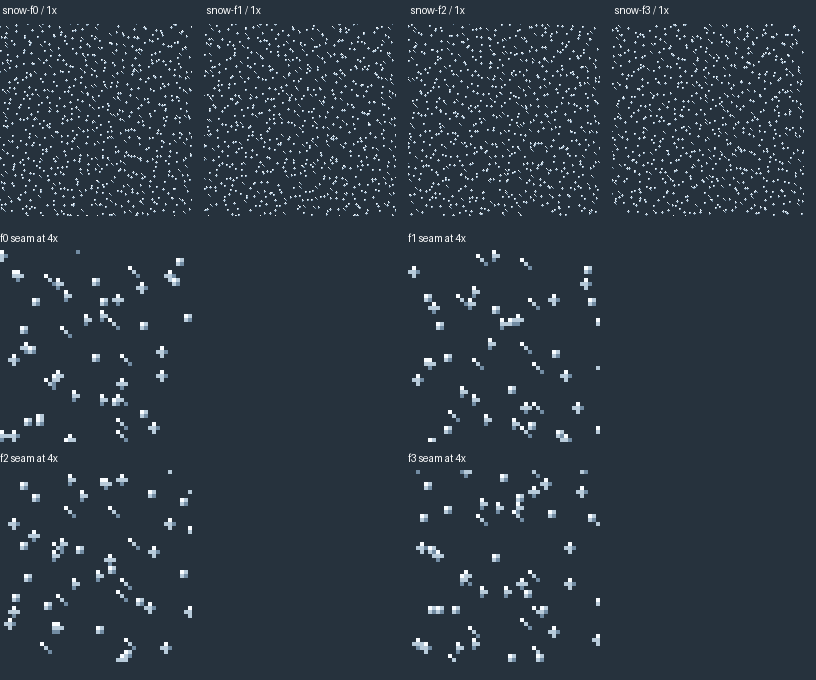 snow-f0 / 1x
snow-f1 / 1x
snow-f2 / 1x
snow-f3 / 1x
f0 seam at 4x
f1 seam at 4x
f2 seam at 4x
f3 seam at 4x